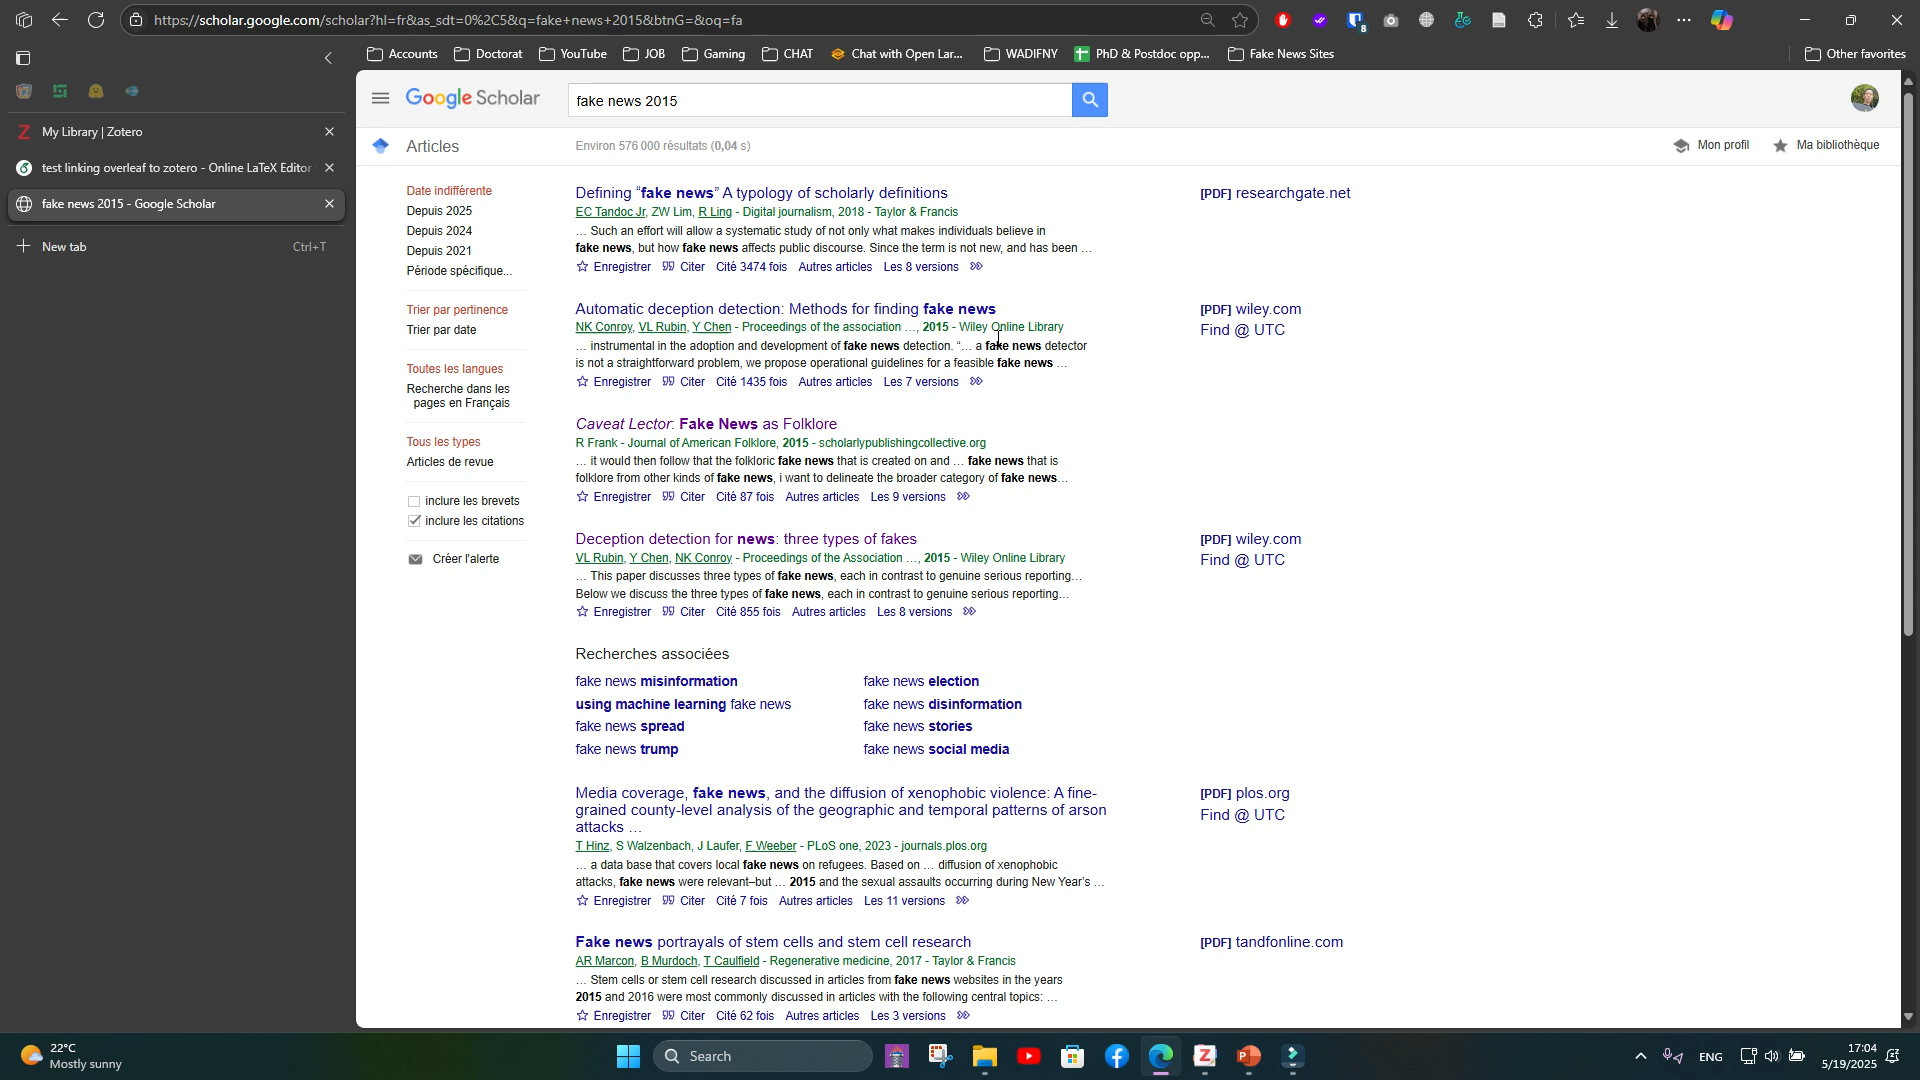 https://scholar.google.com/scholar?hl=fr&as_sdt=0%2C5&q=fake+news+2015&btnG=&oq=fa
8
Accounts Doctorat YouTube JOB Gaming CHAT Chat with Open Lar... WADIFNY PhD & Postdoc opp... Fake News Sites Other favorites
My Library | Zotero
test linking overleaf to zotero - Online LaTeX Editor
fake news 2015 - Google Scholar
New tab Ctrl+T
Google Scholar
fake news 2015
Articles
Environ 576 000 résultats (0,04 s)
Mon profil
Ma bibliothèque
Date indifférente
Depuis 2025
Depuis 2024
Depuis 2021
Période spécifique...
Trier par pertinence
Trier par date
Toutes les langues
Recherche dans les
pages en Français
Tous les types
Articles de revue
inclure les brevets
inclure les citations
Créer l'alerte
Defining “fake news” A typology of scholarly definitions
[PDF] researchgate.net
EC Tandoc Jr, ZW Lim, R Ling - Digital journalism, 2018 - Taylor & Francis
… Such an effort will allow a systematic study of not only what makes individuals believe in
fake news, but how fake news affects public discourse. Since the term is not new, and has been …
Enregistrer Citer Cité 3474 fois Autres articles Les 8 versions
Automatic deception detection: Methods for finding fake news
[PDF] wiley.com
NK Conroy, VL Rubin, Y Chen - Proceedings of the association …, 2015 - Wiley Online Library
Find @ UTC
… instrumental in the adoption and development of fake news detection. “… a fake news detector
is not a straightforward problem, we propose operational guidelines for a feasible fake news …
Enregistrer Citer Cité 1435 fois Autres articles Les 7 versions
Caveat Lector: Fake News as Folklore
R Frank - Journal of American Folklore, 2015 - scholarlypublishingcollective.org
… it would then follow that the folkloric fake news that is created on and … fake news that is
folklore from other kinds of fake news, i want to delineate the broader category of fake news…
Enregistrer Citer Cité 87 fois Autres articles Les 9 versions
Deception detection for news: three types of fakes
[PDF] wiley.com
VL Rubin, Y Chen, NK Conroy - Proceedings of the Association …, 2015 - Wiley Online Library
Find @ UTC
… This paper discusses three types of fake news, each in contrast to genuine serious reporting…
Below we discuss the three types of fake news, each in contrast to genuine serious reporting…
Enregistrer Citer Cité 855 fois Autres articles Les 8 versions
Recherches associées
fake news misinformation
fake news election
using machine learning fake news
fake news disinformation
fake news spread
fake news stories
fake news trump
fake news social media
Media coverage, fake news, and the diffusion of xenophobic violence: A fine-
[PDF] plos.org
grained county-level analysis of the geographic and temporal patterns of arson
Find @ UTC
attacks …
T Hinz, S Walzenbach, J Laufer, F Weeber - PLoS one, 2023 - journals.plos.org
… a data base that covers local fake news on refugees. Based on … diffusion of xenophobic
attacks, fake news were relevant–but … 2015 and the sexual assaults occurring during New Year’s …
Enregistrer Citer Cité 7 fois Autres articles Les 11 versions
Fake news portrayals of stem cells and stem cell research
[PDF] tandfonline.com
AR Marcon, B Murdoch, T Caulfield - Regenerative medicine, 2017 - Taylor & Francis
… Stem cells or stem cell research discussed in articles from fake news websites in the years
2015 and 2016 were most commonly discussed in articles with the following central topics: …
Enregistrer Citer Cité 62 fois Autres articles Les 3 versions
22°C
Mostly sunny
Search
ENG
17:04
5/19/2025